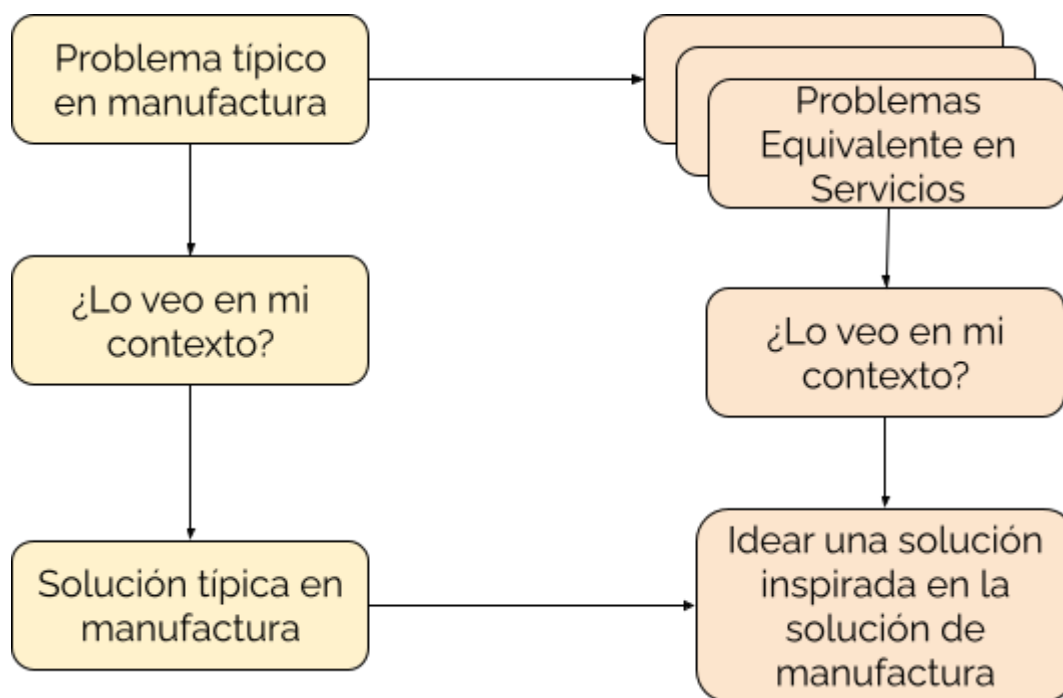 Problema típico
en manufactura
Problemas
Equivalente en
Servicios
¿Lo veo en mi
contexto?
¿Lo veo en mi
contexto?
Solución típica en
manufactura
Idear una solución
inspirada en la
solución de
manufactura